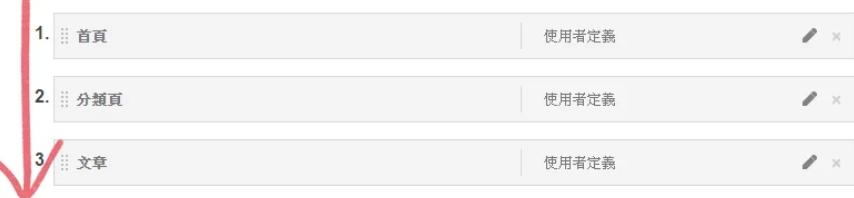 1. 首頁 使用者定義
2. 分類頁 使用者定義
3. 文章 使用者定義